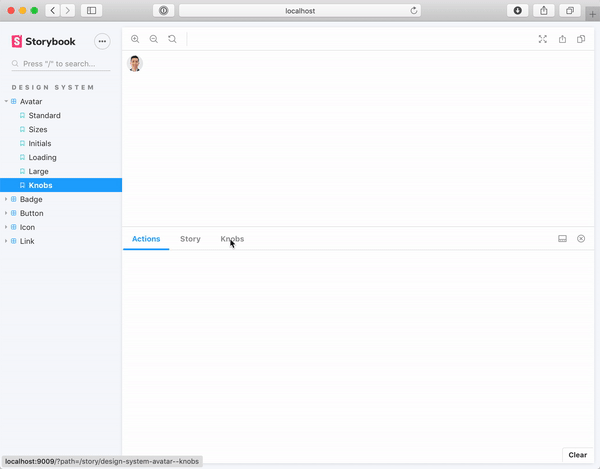 localhost
Storybook
Press "/" to search...
DESIGN SYSTEM
Avatar
Standard
Sizes
Initials
Loading
Large
Knobs
Badge
Button
Icon
Link
Actions
Story
Knobs
Clear
localhost:9009/?path=/story/design-system-avatar--knobs